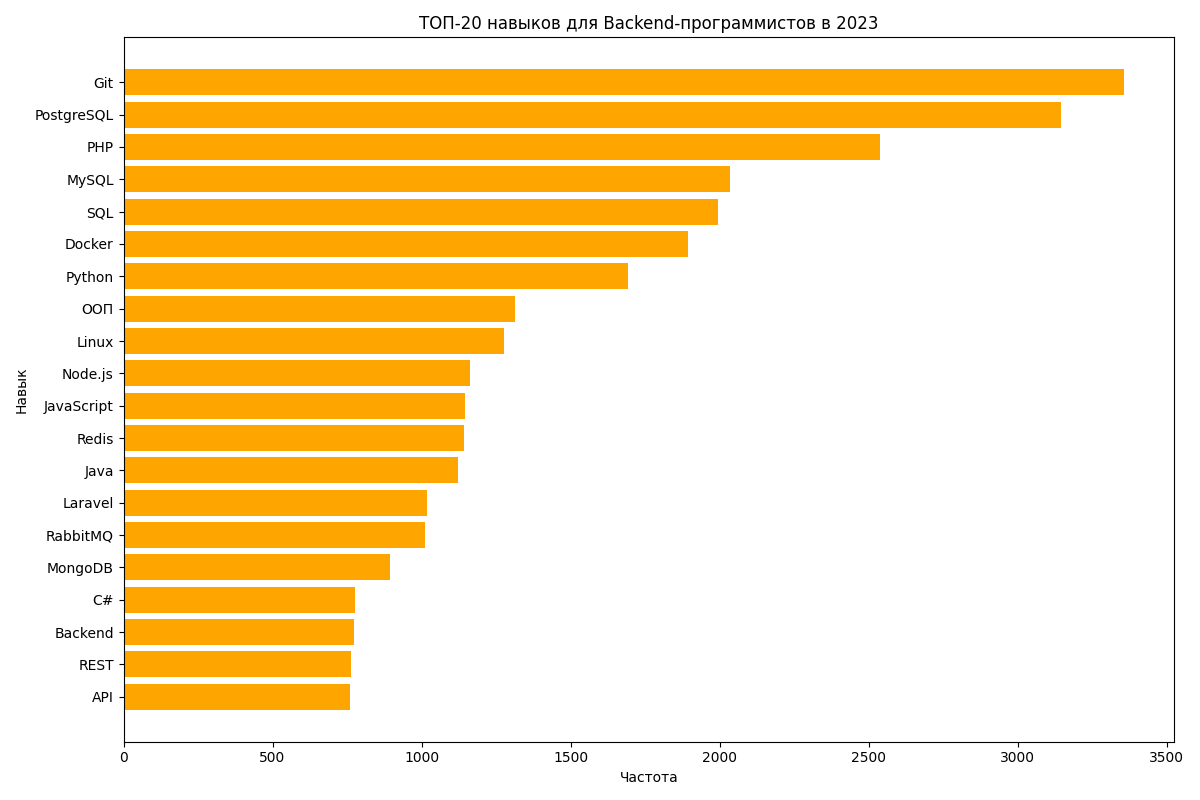 ТОП-20 навыков для Backend-программистов в 2023
Навык
Git
PostgreSQL
PHP
MySQL
SQL
Docker
Python
ООП
Linux
Node.js
JavaScript
Redis
Java
Laravel
RabbitMQ
MongoDB
C#
Backend
REST
API
0 500 1000 1500 2000 2500 3000 3500
Частота